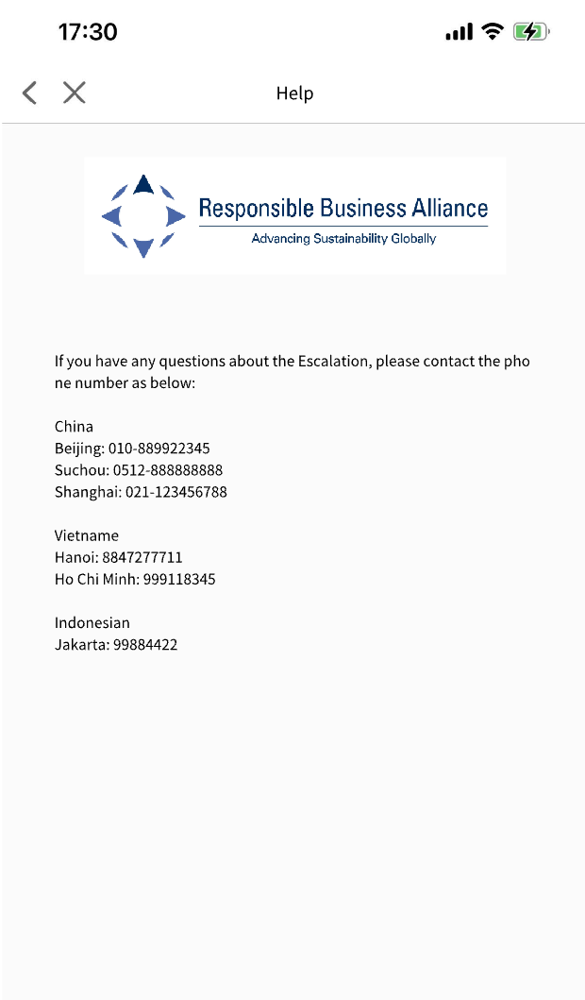 17:30
Help
Responsible Business Alliance
Advancing Sustainability Globally
If you have any questions about the Escalation, please contact the pho
ne number as below:
China
Beijing: 010-889922345
Suchou: 0512-888888888
Shanghai: 021-123456788
Vietname
Hanoi: 8847277711
Ho Chi Minh: 999118345
Indonesian
Jakarta: 99884422